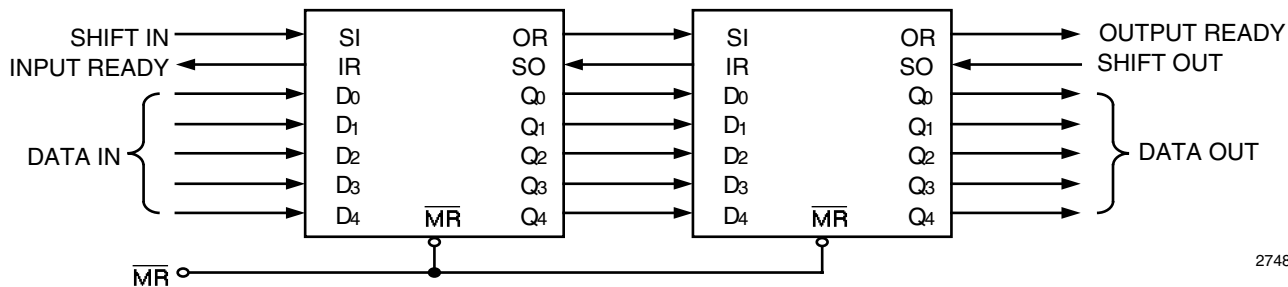 SHIFT IN SI OR SI OR OUTPUT READY
INPUT READY IR SO IR SO SHIFT OUT
D0 Q0 D0 Q0
D1 Q1 D1 Q1
DATA IN D2 Q2 D2 Q2 DATA OUT
D3 Q3 D3 Q3
D4 MR Q4 D4 MR Q4
MR
2748